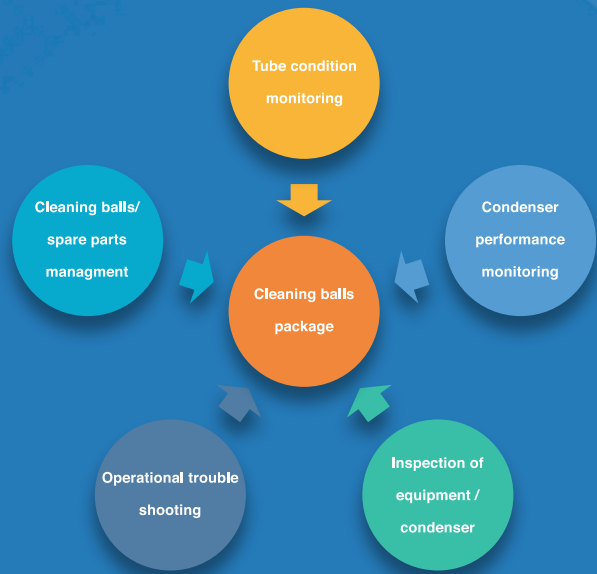 Tube condition
monitoring
Cleaning balls/
spare parts
managment
Condenser
performance
monitoring
Cleaning balls
package
Operational trouble
shooting
Inspection of
equipment /
condenser